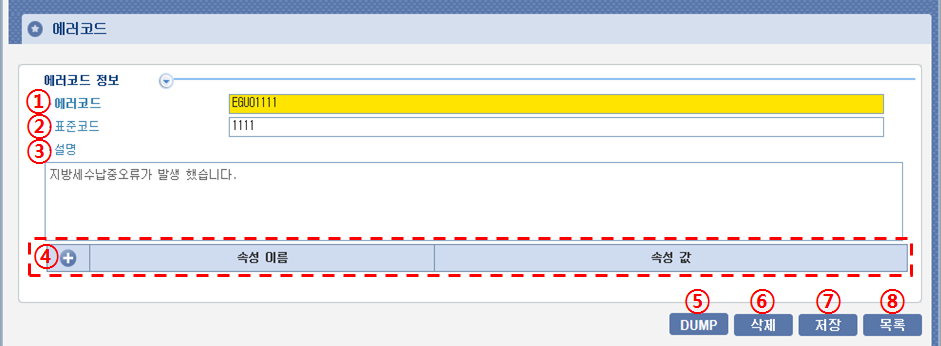 에러코드
에러코드 정보
① 에러코드 EGU01111
② 표준코드 1111
③ 설명
지방세수납중오류가 발생 했습니다.
④ 속성 이름 속성 값
⑤ ⑥ ⑦ ⑧
DUMP 삭제 저장 목록